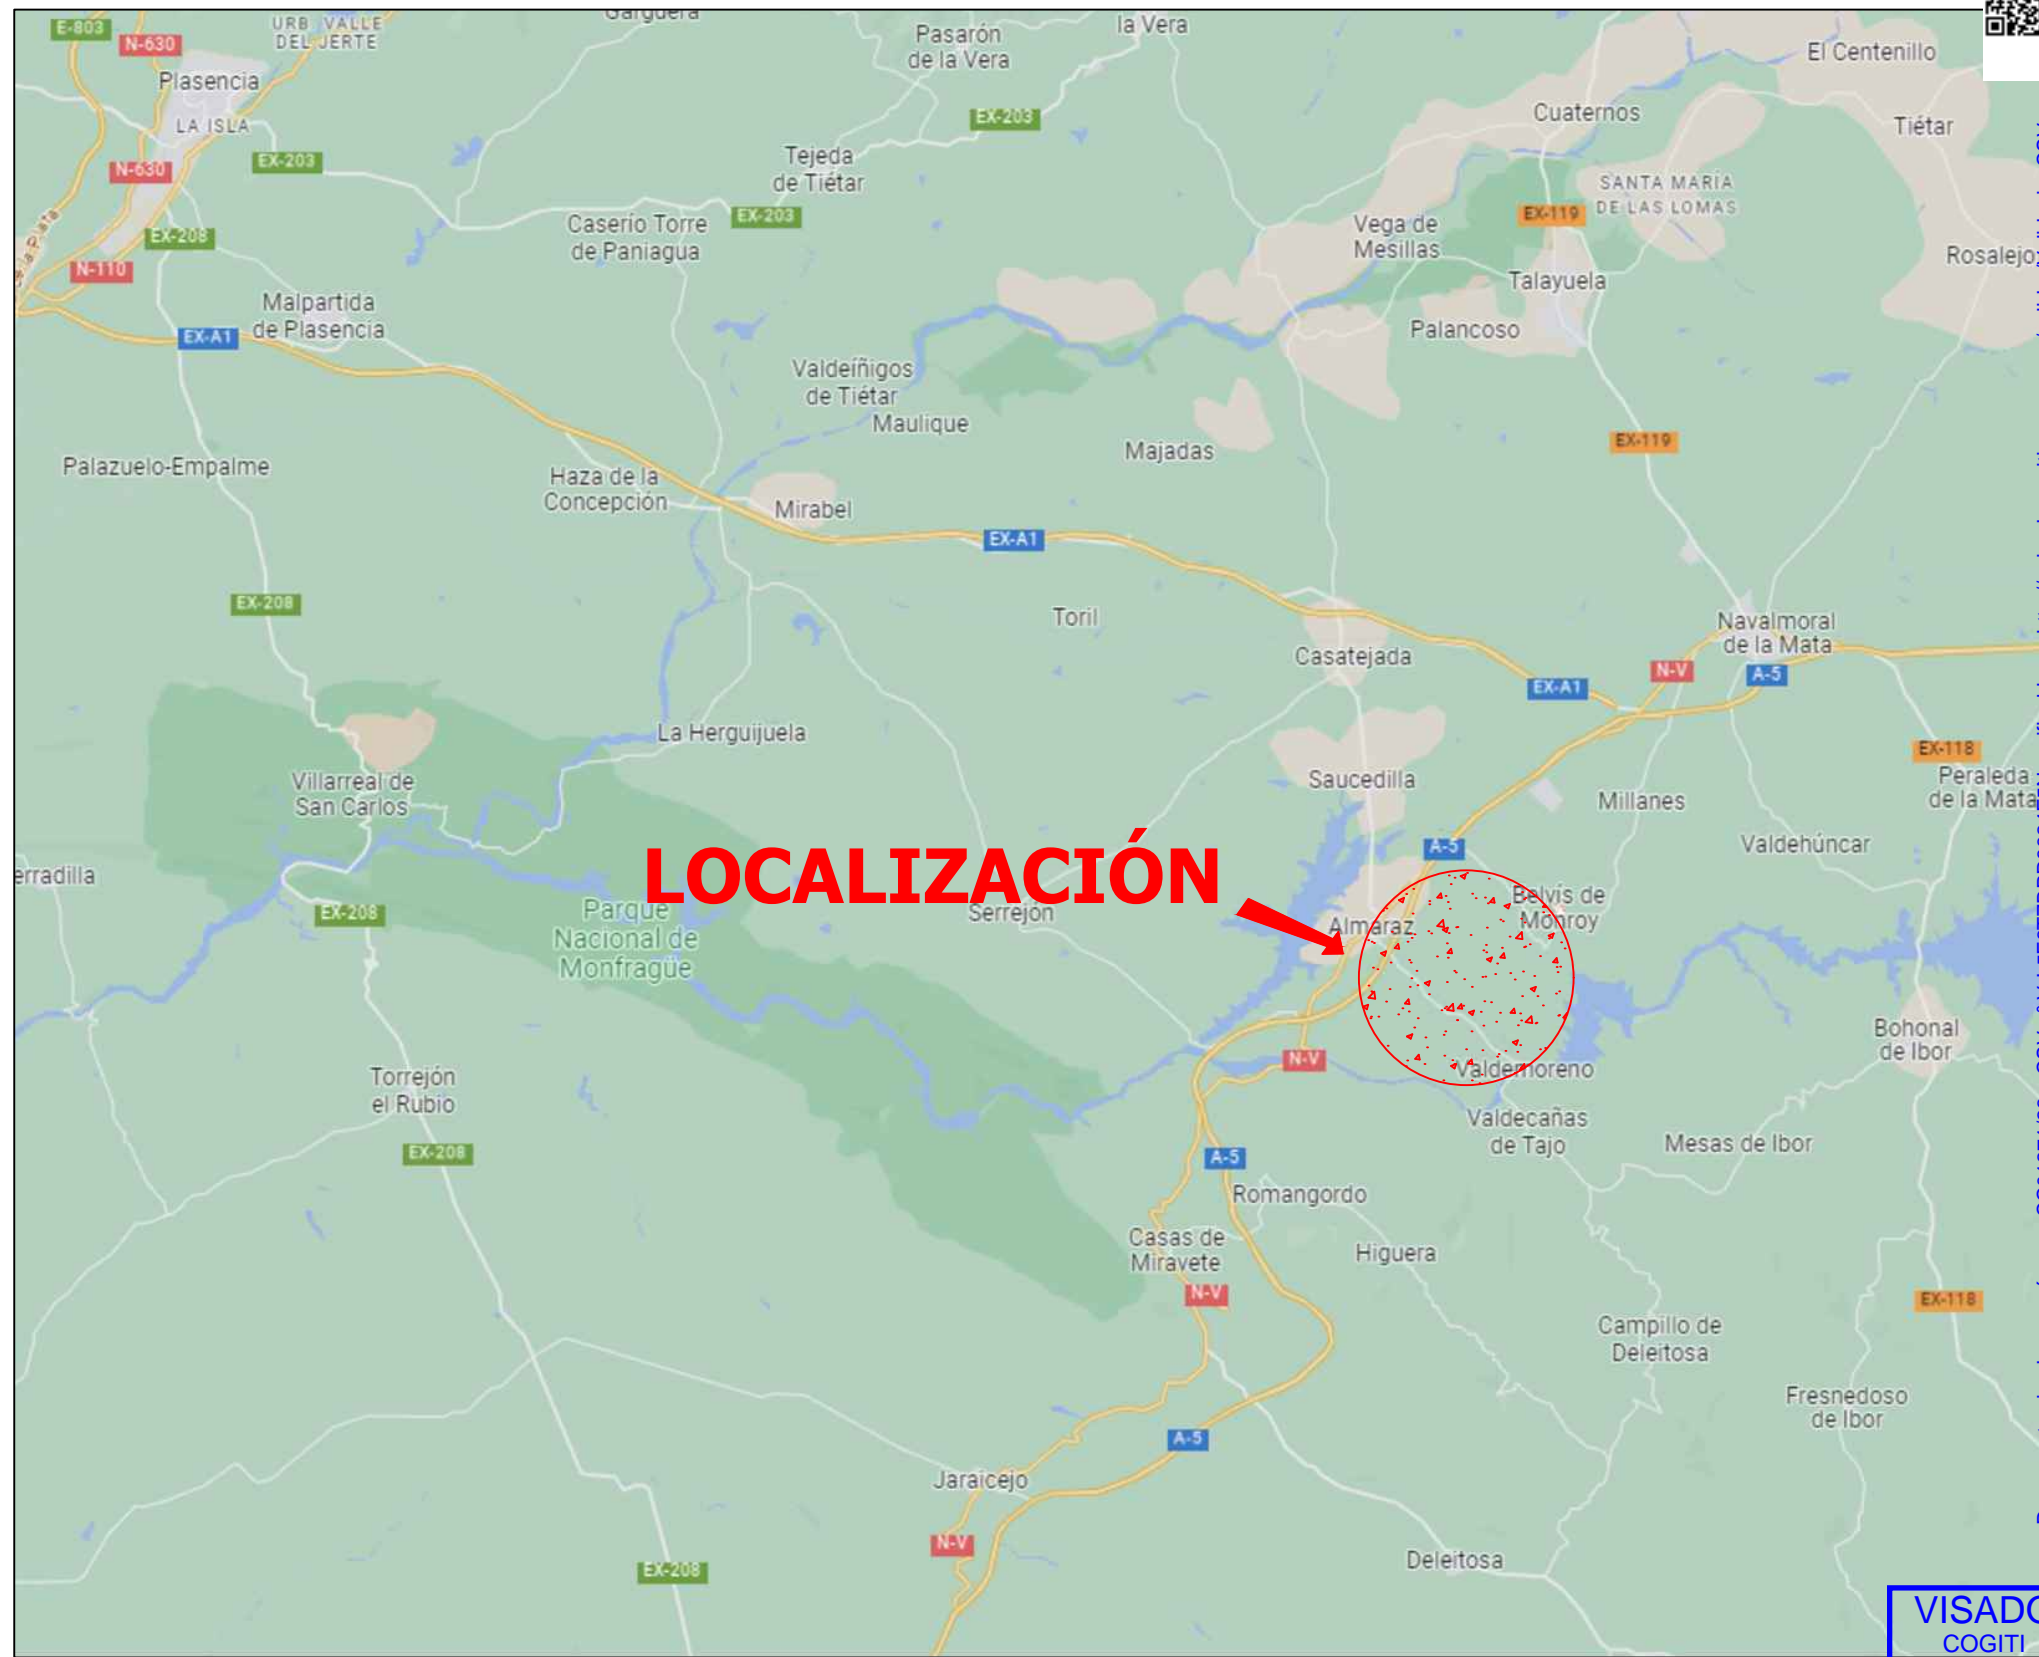 E-803
N-630
URB. VALLE
DEL JERTE
Garguera
Pasarón
de la Vera
la Vera
El Centenillo
Plasencia
LA ISLA
EX-203
Cuaternos
Tiétar
N-630
EX-203
Tejeda
de Tiétar
SANTA MARIA
DE LAS LOMAS
EX-119
EX-203
Caserío Torre
de Paniagua
Vega de
Mesillas
EX-208
N-110
Rosalejo
Talayuela
Malpartida
de Plasencia
EX-A1
Palancoso
Valdeíñigos
de Tiétar
Maulique
Majadas
EX-119
Palazuelo-Empalme
Haza de la
Concepción
Mirabel
EX-A1
EX-208
Toril
Navalmoral
de la Mata
Casatejada
N-V
A-5
EX-A1
La Herguijuela
EX-118
Villarreal de
San Carlos
Saucedilla
Millanes
Peraleda
de la Mata
Valdehúncar
A-5
LOCALIZACIÓN
erradilla
EX-208
Parque
Nacional de
Monfragüe
Serrejón
Almaraz
Belvís de
Monroy
Bohonal
de Ibor
N-V
Valdemoreno
Torrejón
el Rubio
EX-208
Valdecañas
de Tajo
Mesas de Ibor
A-5
Romangordo
Casas de
Miravete
Higuera
N-V
EX-118
Campillo de
Deleitosa
Fresnedoso
de Ibor
A-5
Jaraicejo
N-V
Deleitosa
EX-208
VISADO
COGITI